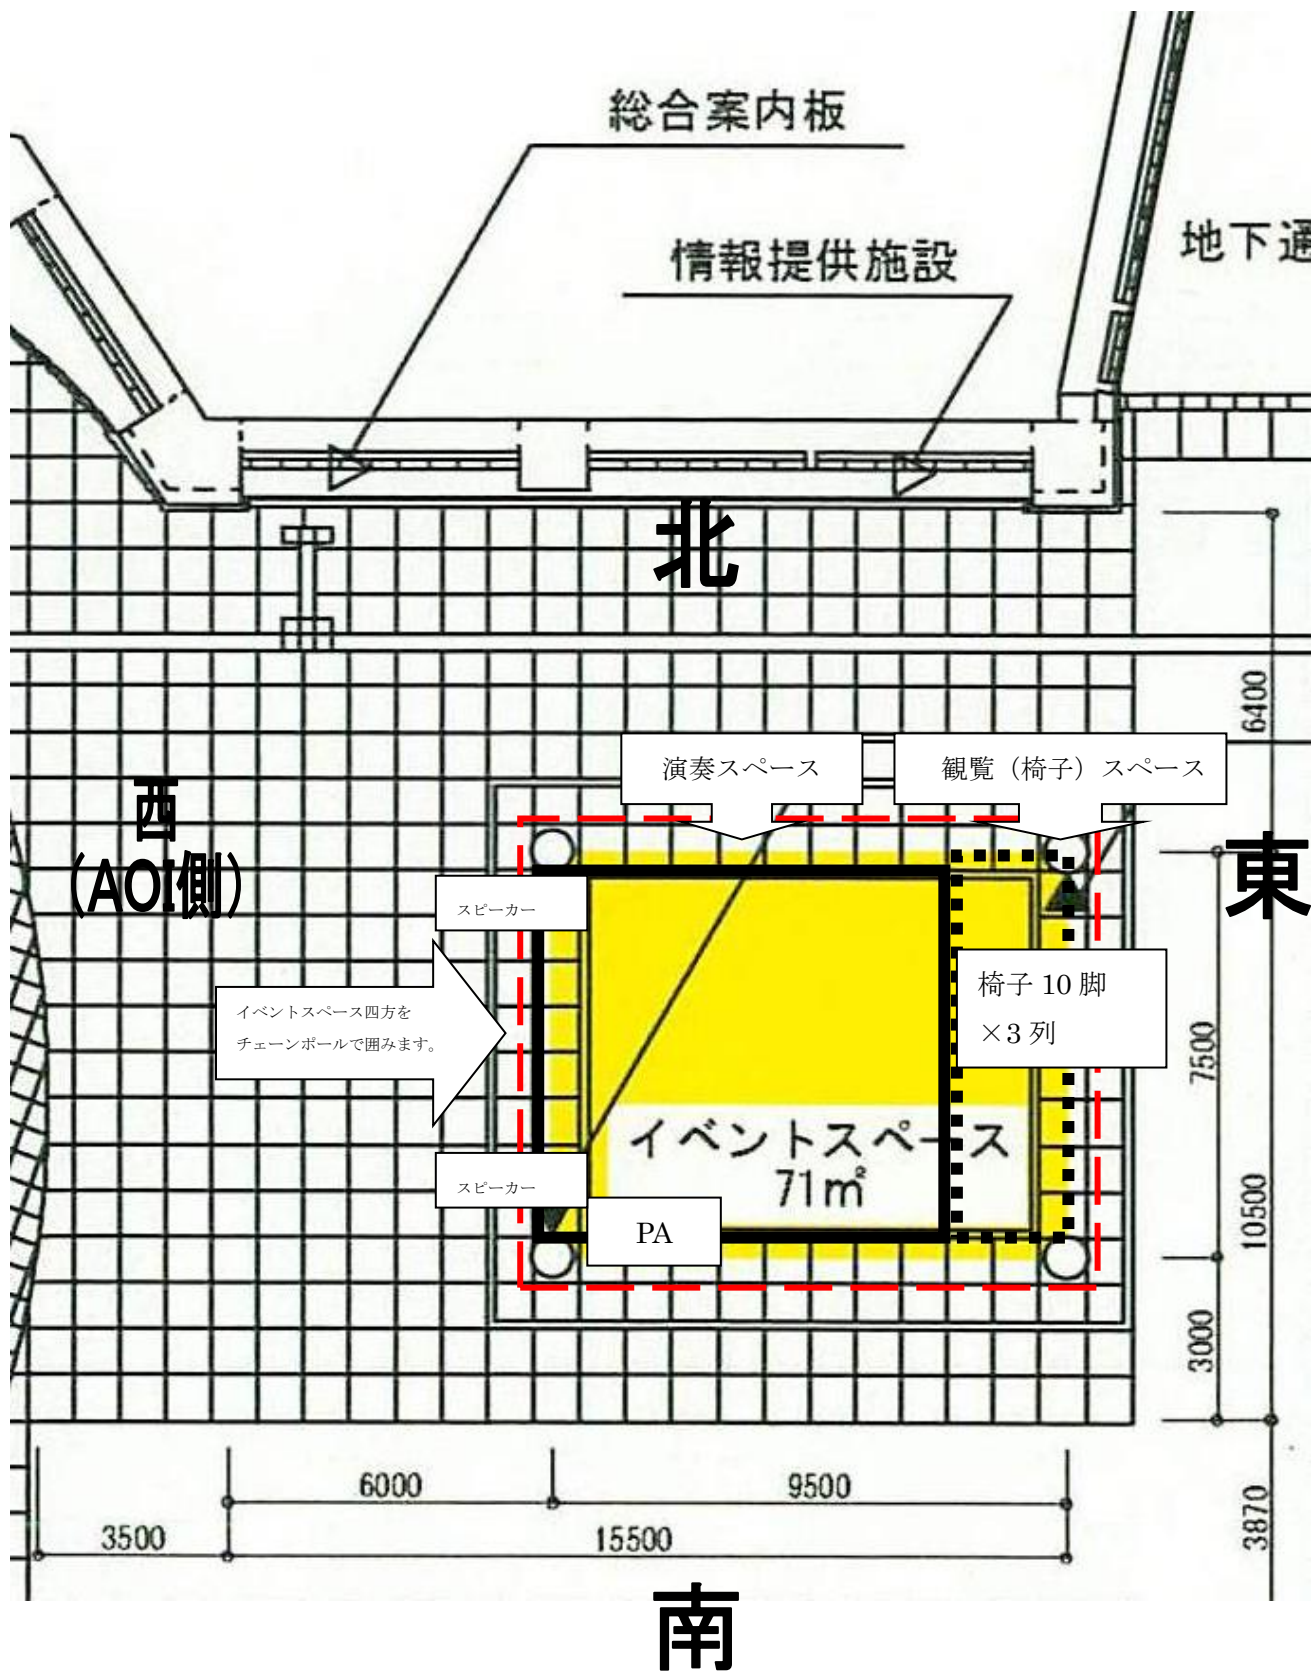 総合案内板
情報提供施設
地下通
北
6400
演奏スペース
観覧（椅子）スペース
西
（AOI側）
東
スピーカー
イベントスペース四方を
チェーンポールで囲みます。
椅子 10 脚
×3 列
7500
イベントスペース
71㎡
スピーカー
PA
10500
3000
6000
9500
3500
15500
3870
南